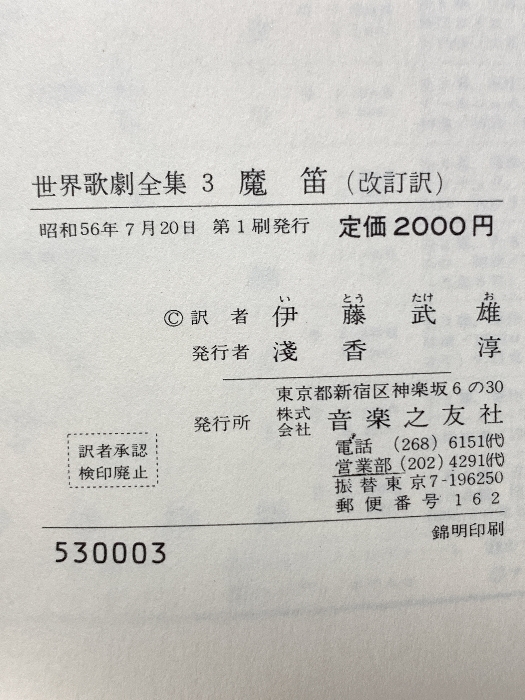 世界歌劇全集 3 魔笛(改訂訳)
昭和56年7月20日 第1刷発行 定価2000円
い とう たけ お
©訳者 伊藤武雄
発行者 淺香淳
東京都新宿区神楽坂6の30
発行所 株式会社 音楽之友社
電話 (268) 6151(代)
営業部 (202) 4291(代)
振替東京7-196250
郵便番号 162
訳者承認
検印廃止
錦明印刷
530003